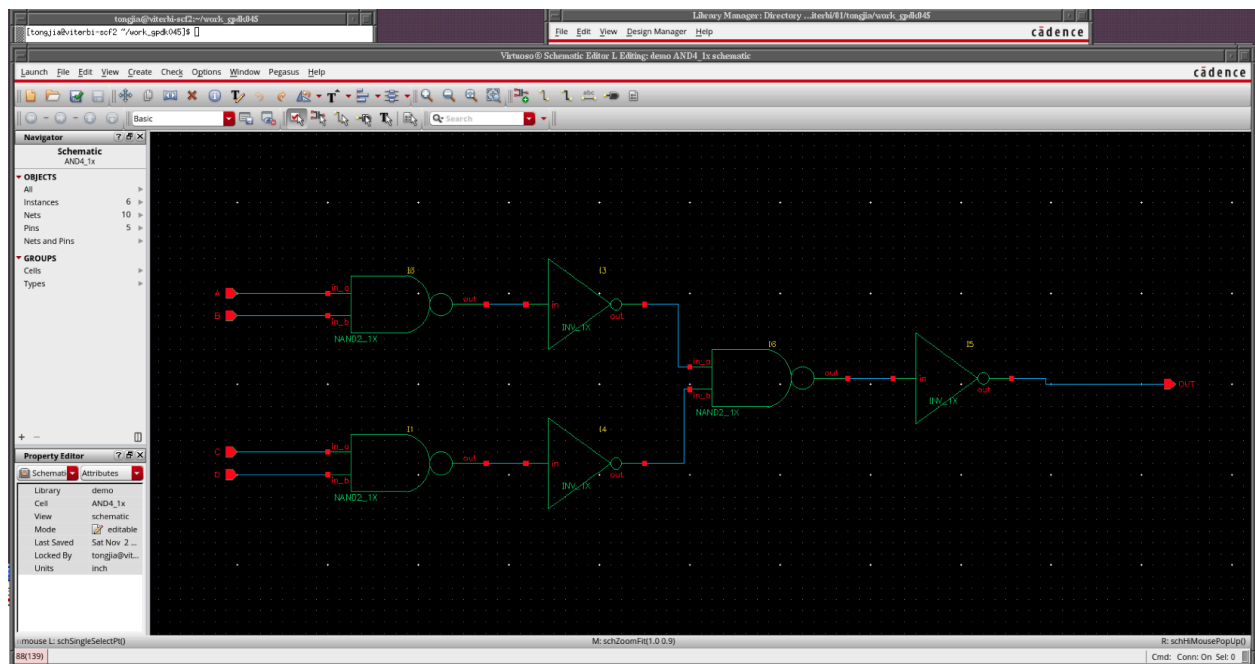 tongjia@viterbi-scf2:~/work_gpdk045
[tongjia@viterbi-scf2 ~/work_gpdk045]$
Library Manager: Directory ...iterbi/01/tongjia/work_gpdk045
File Edit View Design Manager Help
cādence
Virtuoso® Schematic Editor L Editing: demo AND4_1x schematic
Launch File Edit View Create Check Options Window Pegasus Help
cādence
Basic
Search
Navigator
Schematic
AND4_1x
OBJECTS
All
Instances 6
Nets 10
Pins 5
Nets and Pins
GROUPS
Cells
Types
Property Editor
Schemati Attributes
Library demo
Cell AND4_1x
View schematic
Mode editable
Last Saved Sat Nov 2 ...
Locked By tongjia@vit...
Units inch
A
B
in_a
in_b
out
NAND2_1X
I3
in
out
INV_1X
C
D
I1
in_a
in_b
out
NAND2_1X
I4
in
out
INV_1X
I6
in_a
in_b
out
NAND2_1X
I5
in
out
INV_1X
OUT
mouse L: schSingleSelectPt()
M: schZoomFit(1.0 0.9)
R: schHiMousePopUp()
88(139)
Cmd: Conn: On Sel: 0